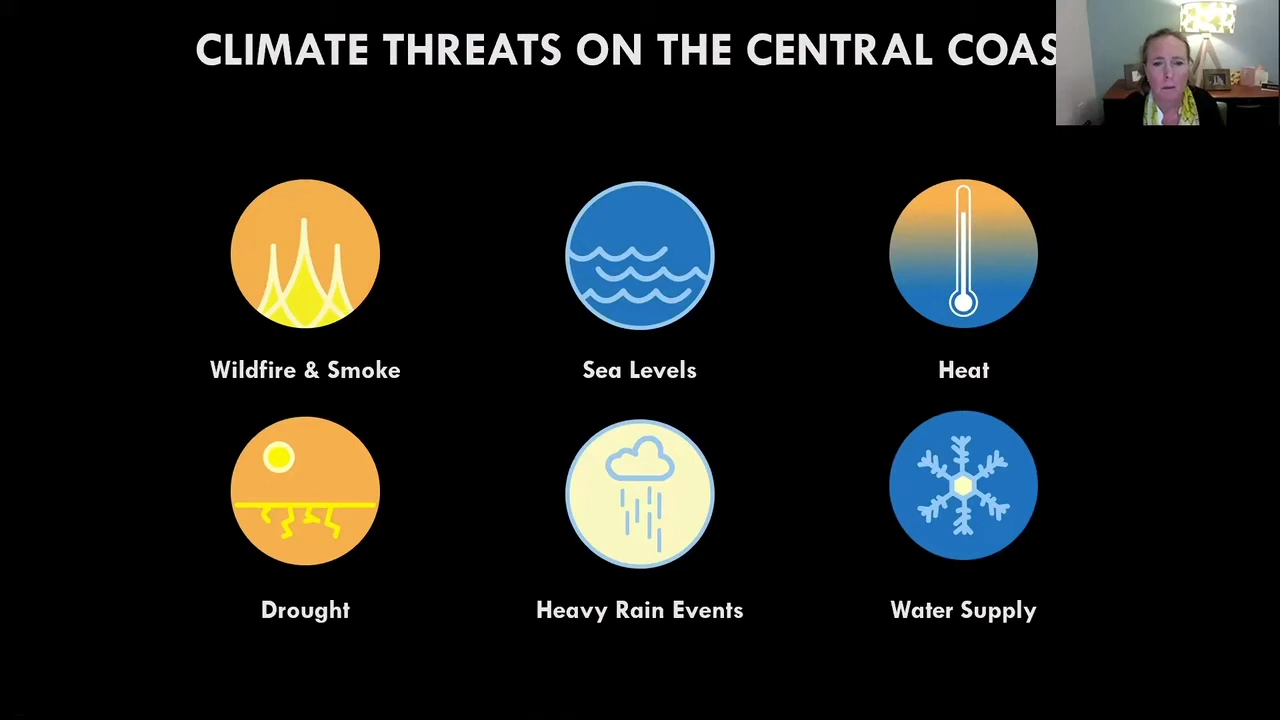 CLIMATE THREATS ON THE CENTRAL COAS
Wildfire & Smoke
Sea Levels
Heat
Drought
Heavy Rain Events
Water Supply